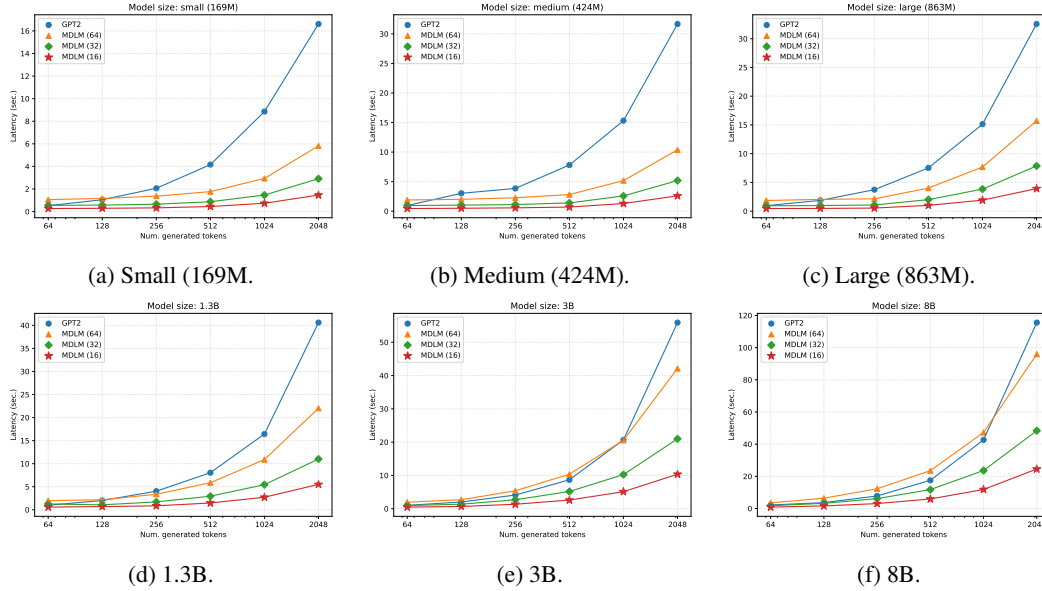 Model size: small (169M)
GPT2
MDLM (64)
MDLM (32)
MDLM (16)
Latency (sec.)
16
14
12
10
8
6
4
2
0
64 128 256 512 1024 2048
Num. generated tokens
(a) Small (169M.
Model size: medium (424M)
GPT2
MDLM (64)
MDLM (32)
MDLM (16)
Latency (sec.)
30
25
20
15
10
5
0
64 128 256 512 1024 2048
Num. generated tokens
(b) Medium (424M).
Model size: large (863M)
GPT2
MDLM (64)
MDLM (32)
MDLM (16)
Latency (sec.)
30
25
20
15
10
5
0
64 128 256 512 1024 204
Num. generated tokens
(c) Large (863M).
Model size: 1.3B
GPT2
MDLM (64)
MDLM (32)
MDLM (16)
Latency (sec.)
40
35
30
25
20
15
10
5
0
64 128 256 512 1024 2048
Num. generated tokens
(d) 1.3B.
Model size: 3B
GPT2
MDLM (64)
MDLM (32)
MDLM (16)
Latency (sec.)
50
40
30
20
10
0
64 128 256 512 1024 2048
Num. generated tokens
(e) 3B.
Model size: 8B
GPT2
MDLM (64)
MDLM (32)
MDLM (16)
Latency (sec.)
120
100
80
60
40
20
0
64 128 256 512 1024 204
Num. generated tokens
(f) 8B.